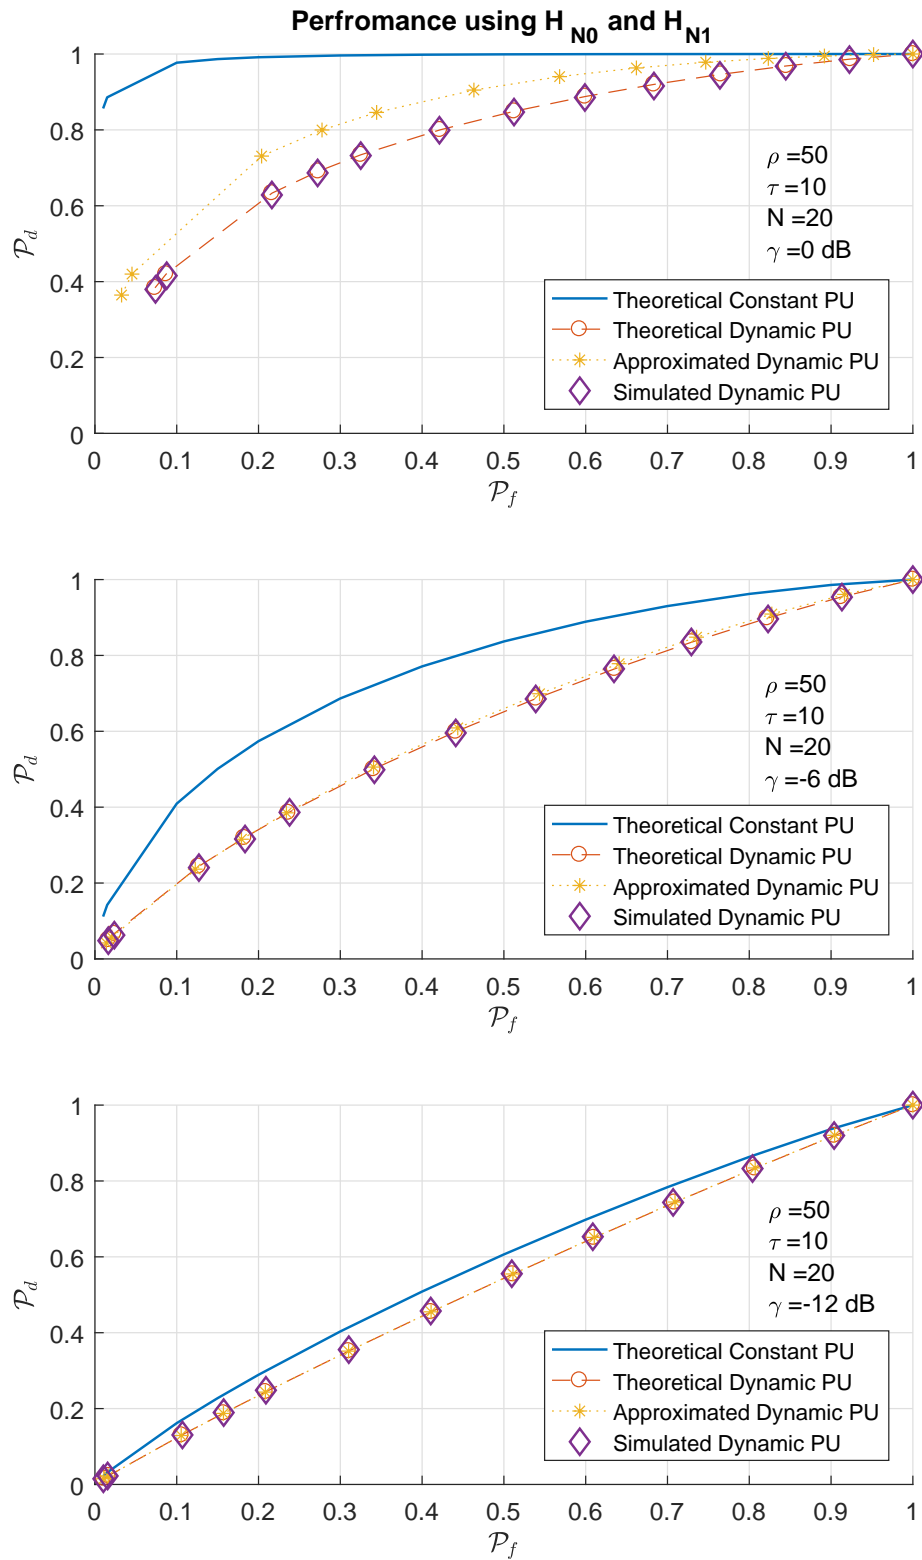 Perfromance using H N0 and H N1
1
0.8
0.6
0.4
0.2
0
𝒫d
ρ =50
τ =10
N =20
γ =0 dB
Theoretical Constant PU
Theoretical Dynamic PU
Approximated Dynamic PU
Simulated Dynamic PU
0 0.1 0.2 0.3 0.4 0.5 0.6 0.7 0.8 0.9 1
𝒫f
1
0.8
0.6
0.4
0.2
0
𝒫d
ρ =50
τ =10
N =20
γ =-6 dB
Theoretical Constant PU
Theoretical Dynamic PU
Approximated Dynamic PU
Simulated Dynamic PU
0 0.1 0.2 0.3 0.4 0.5 0.6 0.7 0.8 0.9 1
𝒫f
1
0.8
0.6
0.4
0.2
0
𝒫d
ρ =50
τ =10
N =20
γ =-12 dB
Theoretical Constant PU
Theoretical Dynamic PU
Approximated Dynamic PU
Simulated Dynamic PU
0 0.1 0.2 0.3 0.4 0.5 0.6 0.7 0.8 0.9 1
𝒫f